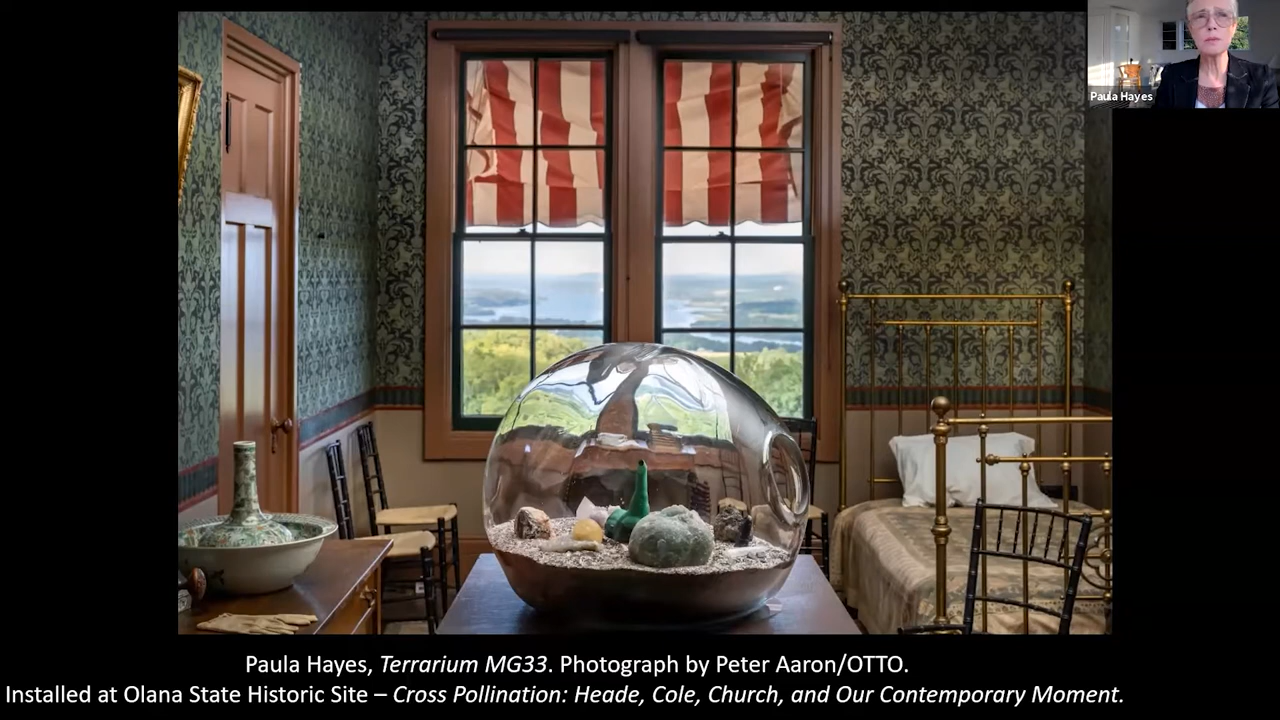 Paula Hayes
Paula Hayes, Terrarium MG33. Photograph by Peter Aaron/OTTO.
Installed at Olana State Historic Site – Cross Pollination: Heade, Cole, Church, and Our Contemporary Moment.